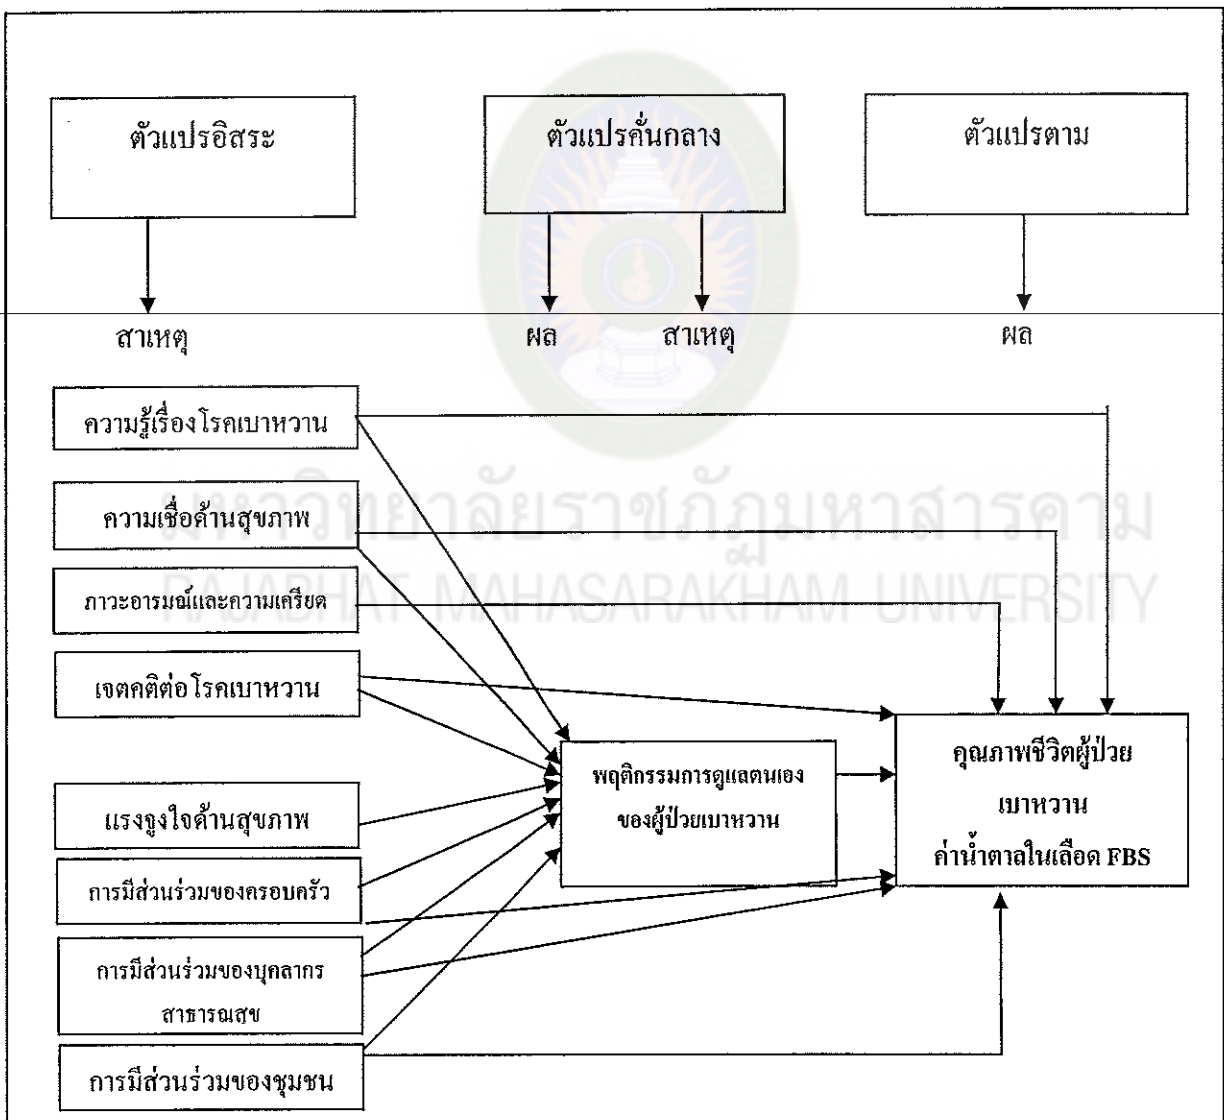 ตัวแปรอิสระ
ตัวแปรคั่นกลาง
ตัวแปรตาม
สาเหตุ
ผล
สาเหตุ
ผล
ความรู้เรื่องโรคเบาหวาน
ความเชื่อด้านสุขภาพ
ภาวะอารมณ์และความเครียด
เจตคติต่อโรคเบาหวาน
แรงจูงใจด้านสุขภาพ
การมีส่วนร่วมของครอบครัว
การมีส่วนร่วมของบุคลากร
สาธารณสุข
การมีส่วนร่วมของชุมชน
พฤติกรรมการดูแลตนเอง
ของผู้ป่วยเบาหวาน
คุณภาพชีวิตผู้ป่วย
เบาหวาน
ค่าน้ำตาลในเลือด FBS
มหาวิทยาลัยราชภัฏมหาสารคาม
RAJABHAT MAHASARAKHAM UNIVERSITY